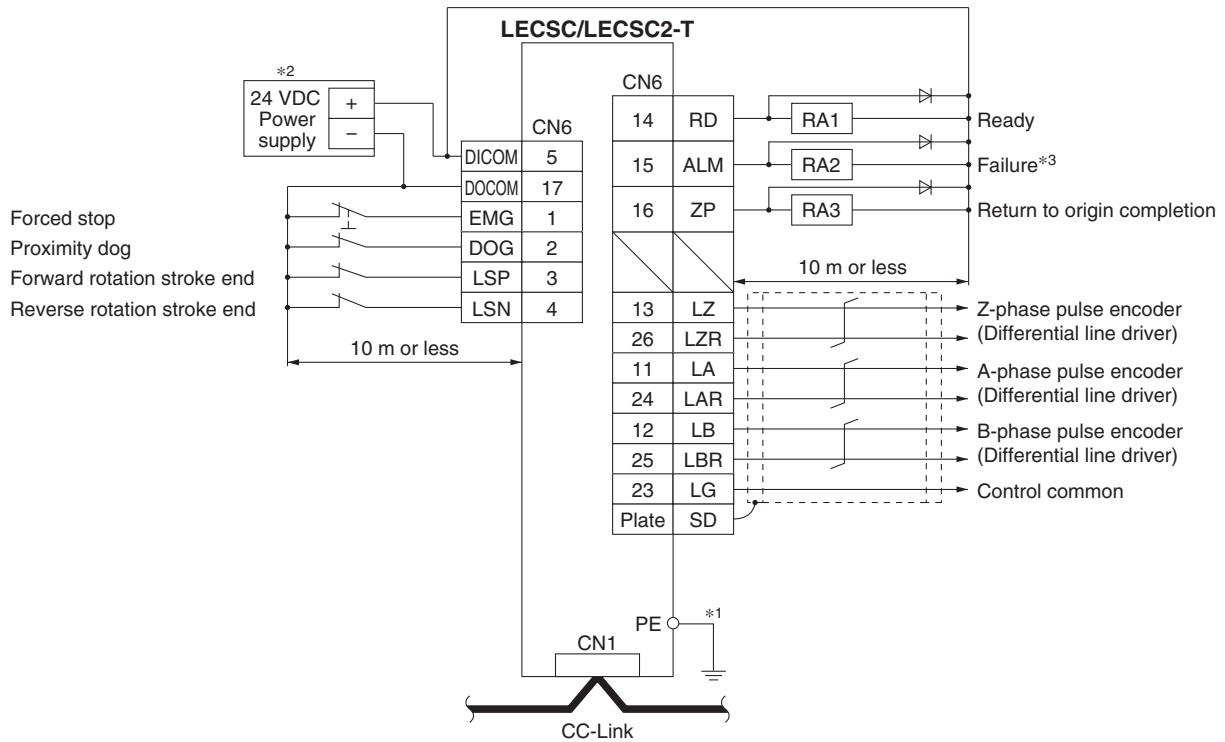 LECSC/LECSC2-T
*2
24 VDC
Power
supply
+
−
CN6
DICOM 5
DOCOM 17
EMG 1
DOG 2
LSP 3
LSN 4
Forced stop
Proximity dog
Forward rotation stroke end
Reverse rotation stroke end
10 m or less
CN6
14 RD RA1 Ready
15 ALM RA2 Failure*3
16 ZP RA3 Return to origin completion
10 m or less
13 LZ
26 LZR
11 LA
24 LAR
12 LB
25 LBR
23 LG
Plate SD
Z-phase pulse encoder
(Differential line driver)
A-phase pulse encoder
(Differential line driver)
B-phase pulse encoder
(Differential line driver)
Control common
PE
*1
CN1
CC-Link